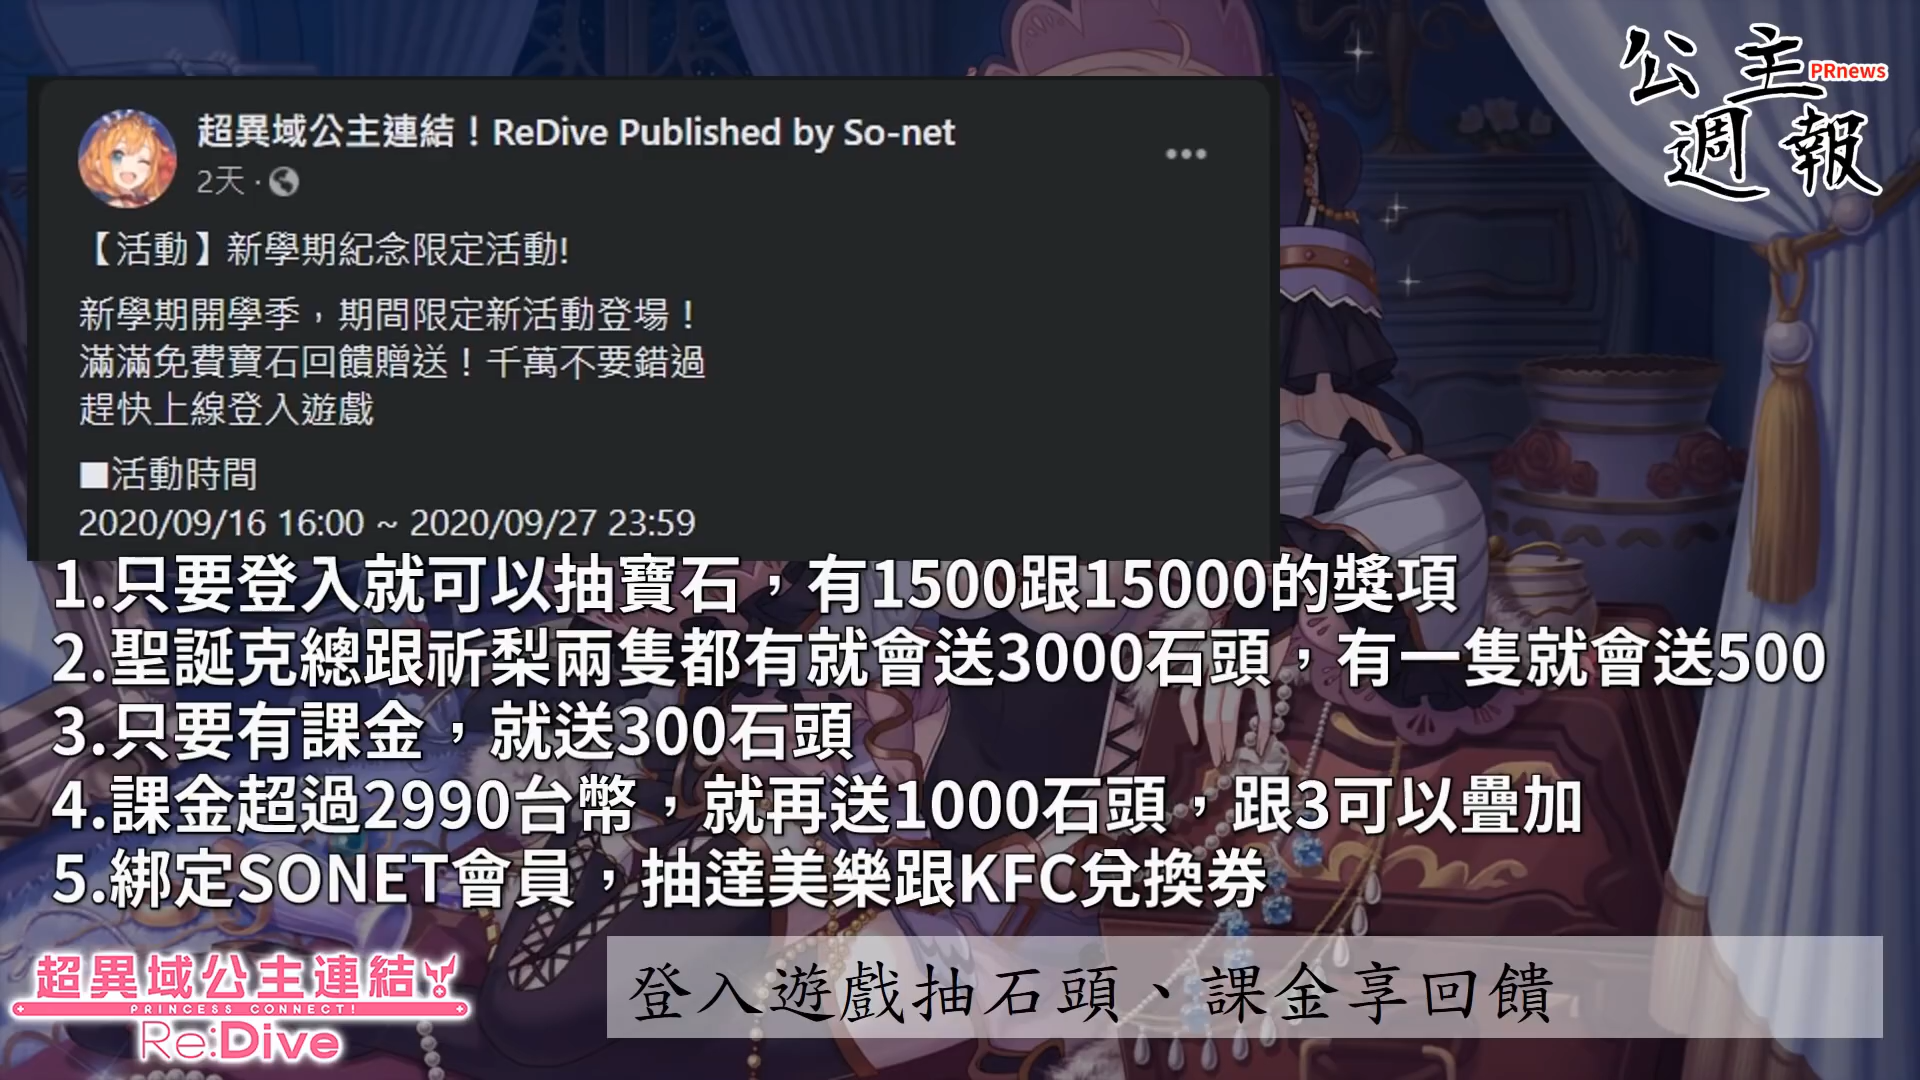 公主
PRnews
週報
超異域公主連結！ReDive Published by So-net
2天 ·
【活動】新學期紀念限定活動!
新學期開學季，期間限定新活動登場！
滿滿免費寶石回饋贈送！千萬不要錯過
趕快上線登入遊戲
■活動時間
2020/09/16 16:00 ~ 2020/09/27 23:59
1.只要登入就可以抽寶石，有1500跟15000的獎項
2.聖誕克總跟祈梨兩隻都有就會送3000石頭，有一隻就會送500
3.只要有課金，就送300石頭
4.課金超過2990台幣，就再送1000石頭，跟3可以疊加
5.綁定SONET會員，抽達美樂跟KFC兌換券
超異域公主連結
PRINCESS CONNECT!
Re:Dive
登入遊戲抽石頭、課金享回饋